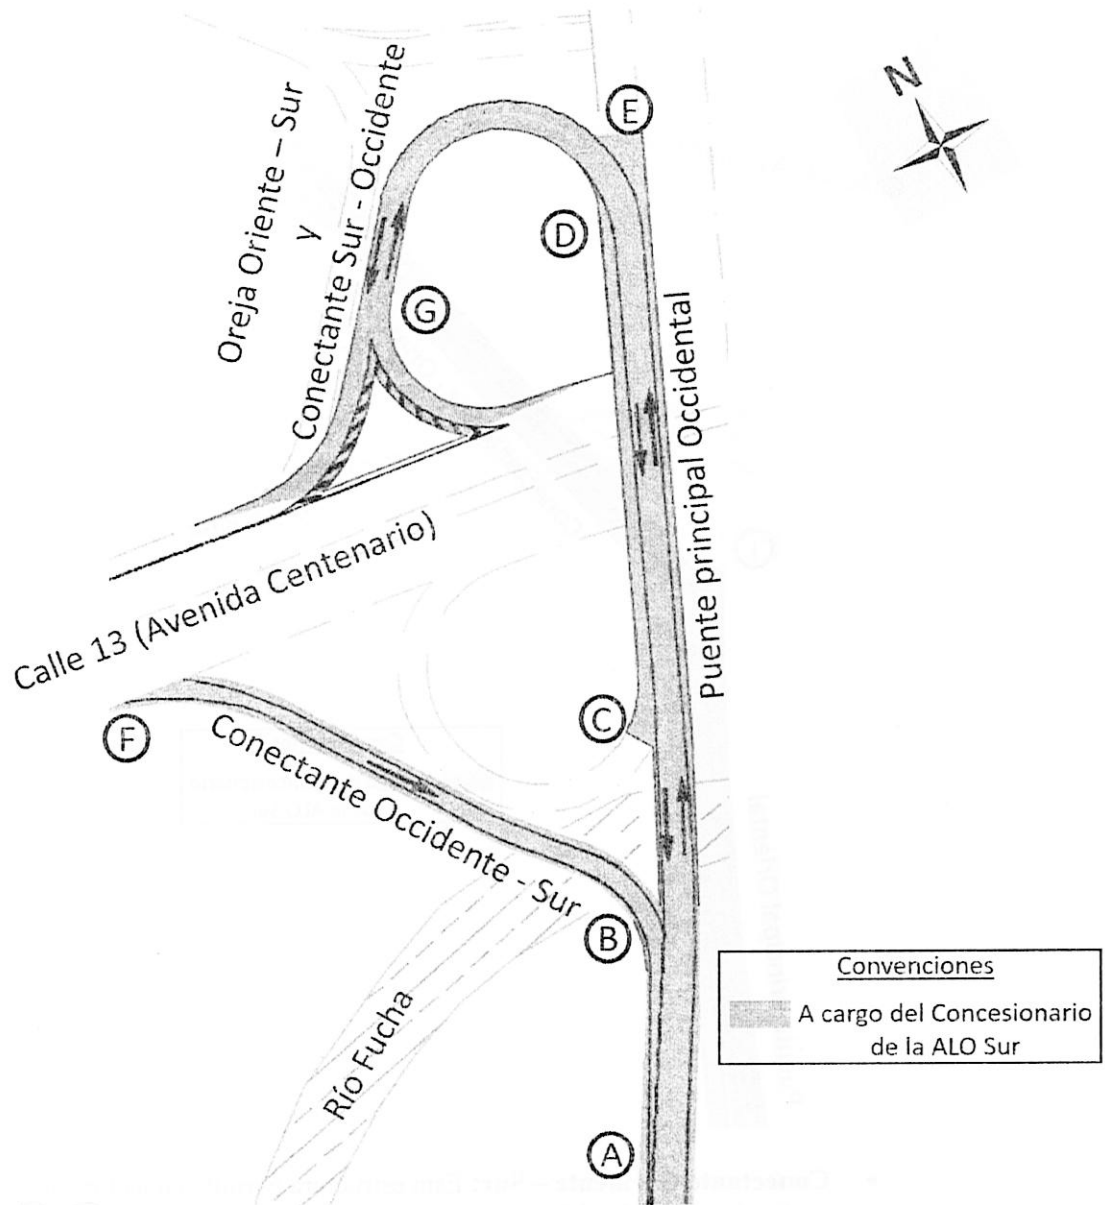 N
E
Oreja Oriente – Sur
y
Conectante Sur - Occidente
D
G
Puente principal Occidental
Calle 13 (Avenida Centenario)
C
F
Conectante Occidente - Sur
B
Río Fucha
A
Convenciones
A cargo del Concesionario
de la ALO Sur